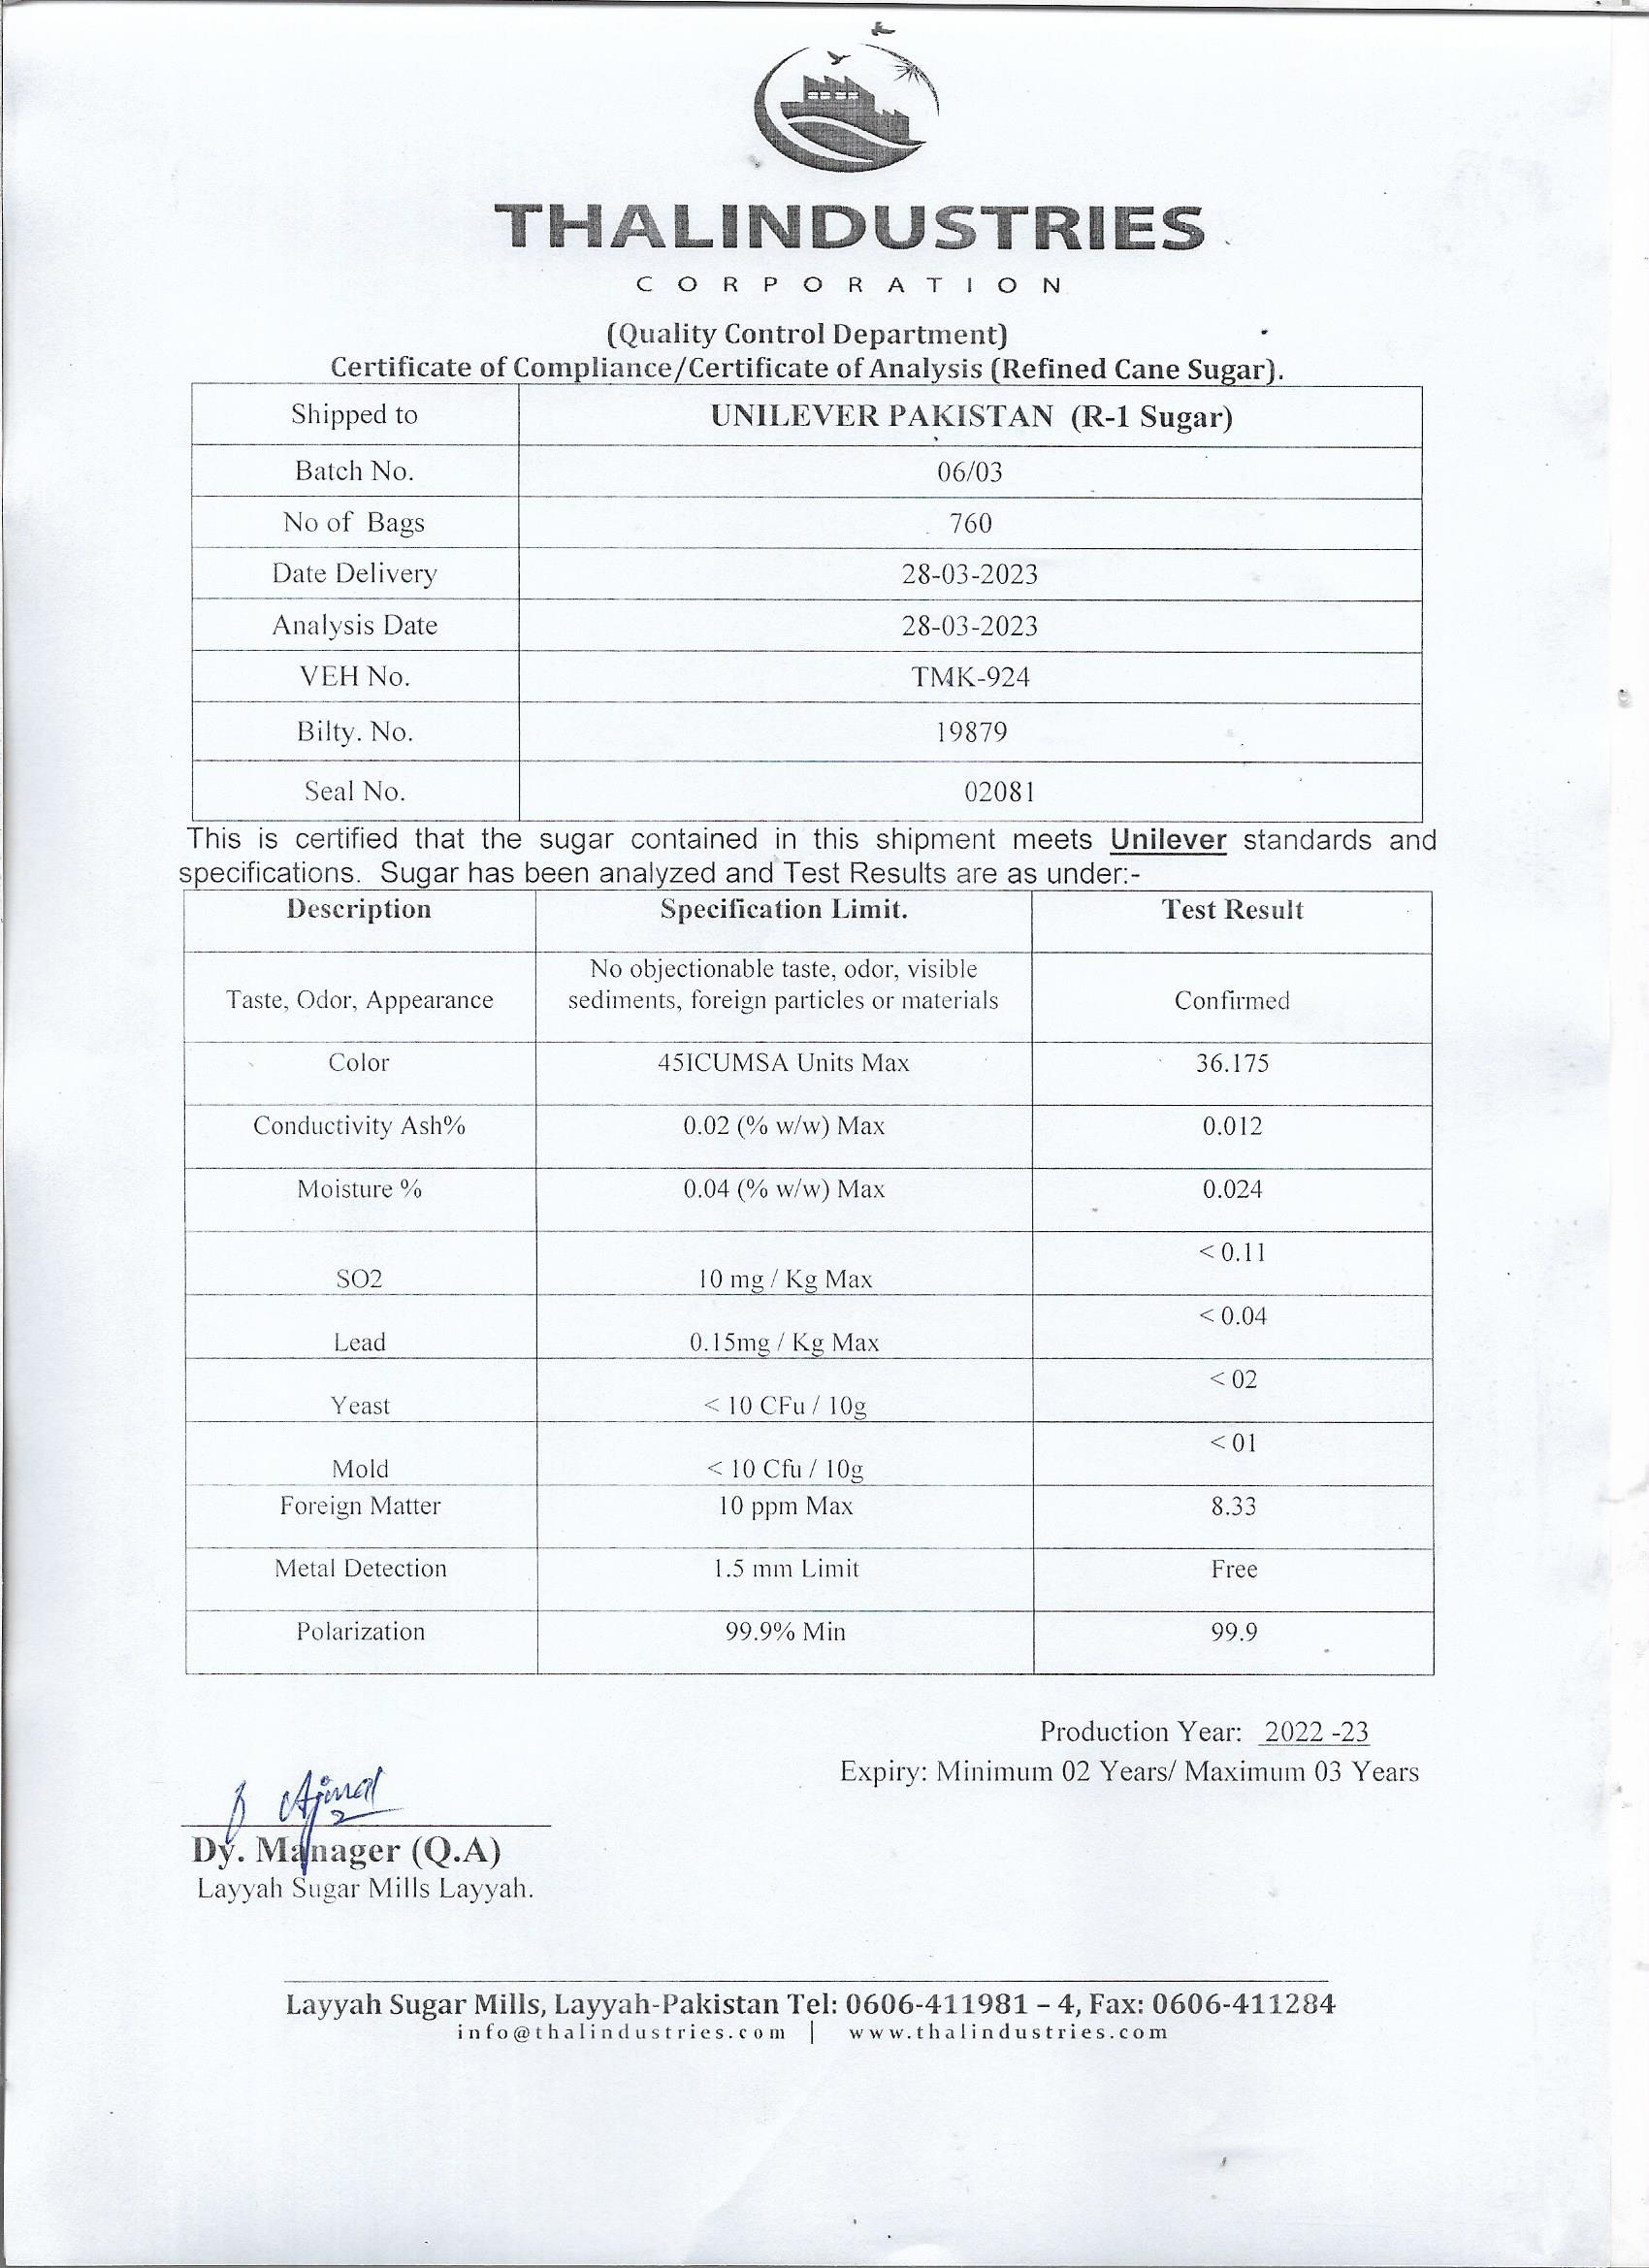 THALINDUSTRIES
CORPORATION
(Quality Control Department)
Certificate of Compliance/Certificate of Analysis (Refined Cane Sugar).
Shipped to UNILEVER PAKISTAN (R-1 Sugar)
Batch No. 06/03
No of Bags 760
Date Delivery 28-03-2023
Analysis Date 28-03-2023
VEH No. TMK-924
Bilty. No. 19879
Seal No. 02081
This is certified that the sugar contained in this shipment meets Unilever standards and
specifications. Sugar has been analyzed and Test Results are as under:-
Description Specification Limit. Test Result
No objectionable taste, odor, visible
Taste, Odor, Appearance sediments, foreign particles or materials Confirmed
Color 45ICUMSA Units Max 36.175
Conductivity Ash% 0.02 (% w/w) Max 0.012
Moisture % 0.04 (% w/w) Max 0.024
SO2 10 mg / Kg Max < 0.11
Lead 0.15mg / Kg Max < 0.04
Yeast < 10 CFu / 10g < 02
Mold < 10 Cfu / 10g < 01
Foreign Matter 10 ppm Max 8.33
Metal Detection 1.5 mm Limit Free
Polarization 99.9% Min 99.9
Production Year: 2022 -23
Expiry: Minimum 02 Years/ Maximum 03 Years
Ajmal
Dy. Manager (Q.A)
Layyah Sugar Mills Layyah.
Layyah Sugar Mills, Layyah-Pakistan Tel: 0606-411981 – 4, Fax: 0606-411284
info@thalindustries.com | www.thalindustries.com